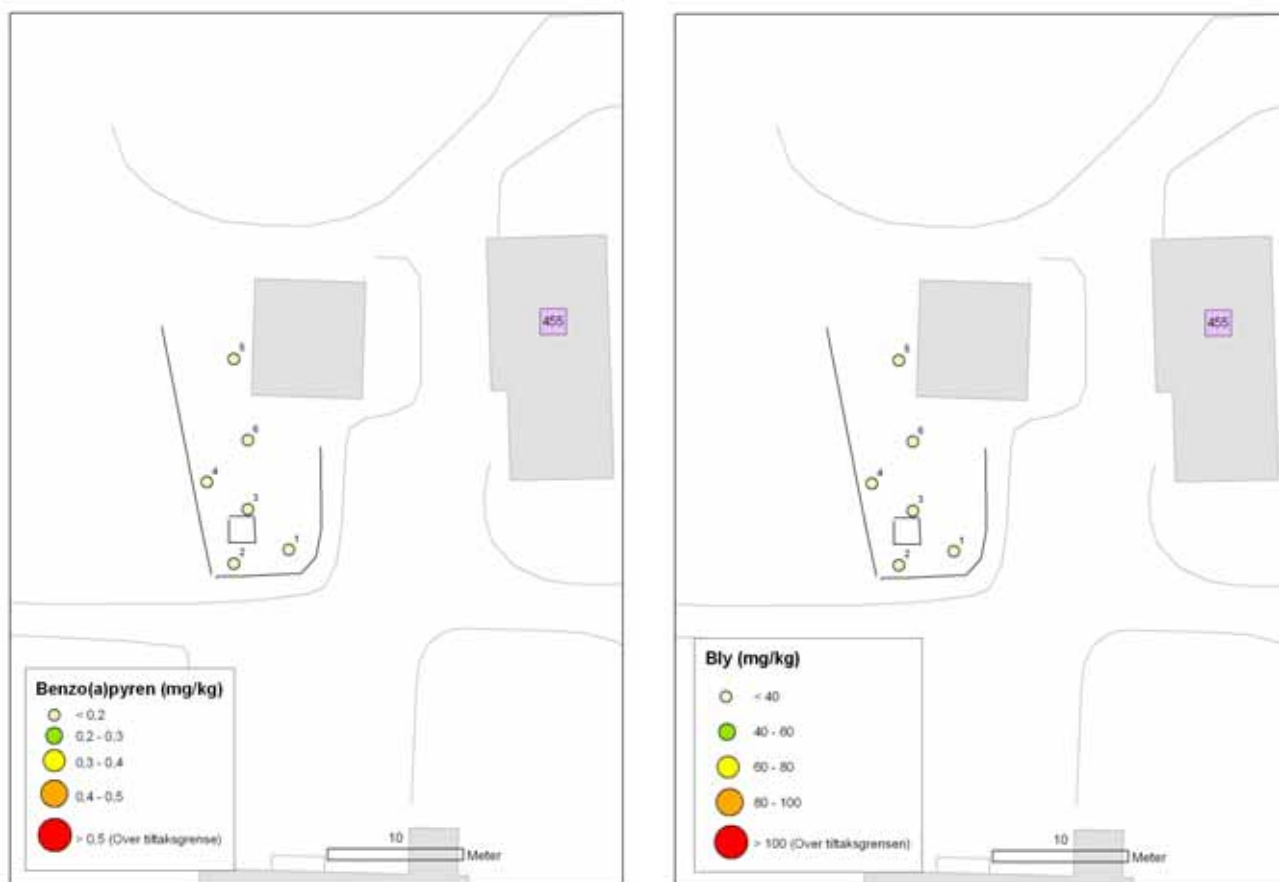 455
5
6
4
3
1
2
Benzo(a)pyren (mg/kg)
< 0,2
0,2 - 0,3
0,3 - 0,4
0,4 - 0,5
> 0,5 (Over tiltaksgrense)
10
Meter
455
5
6
4
3
1
2
Bly (mg/kg)
< 40
40 - 60
60 - 80
80 - 100
> 100 (Over tiltaksgrensen)
10
Meter